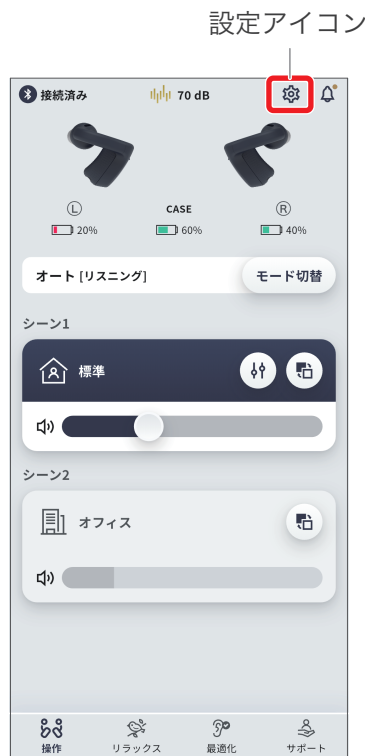 設定アイコン
接続済み 70 dB
L CASE R
20% 60% 40%
オート [リスニング] モード切替
シーン1
標準
シーン2
オフィス
操作 リラックス 最適化 サポート